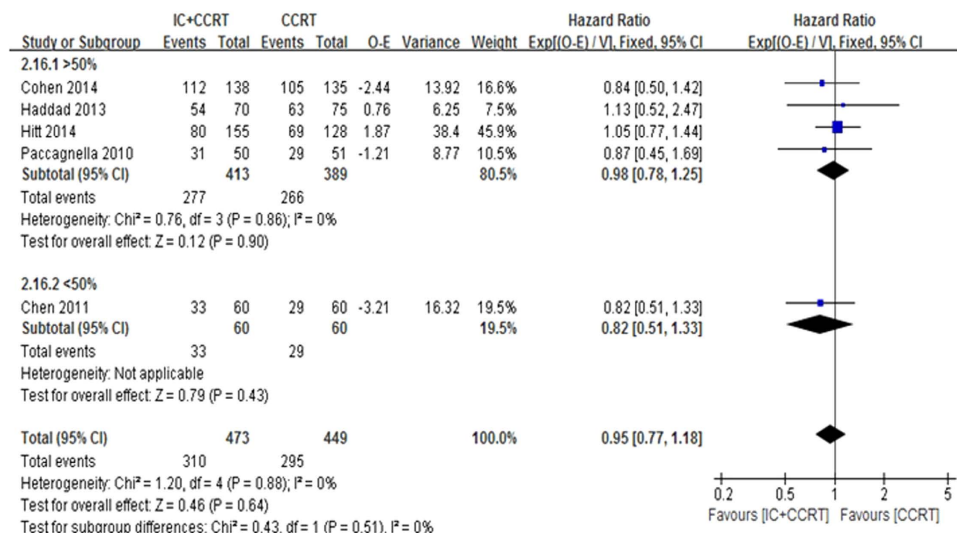 IC+CCRT CCRT Hazard Ratio Hazard Ratio
Study or Subgroup Events Total Events Total O-E Variance Weight Exp[(O-E) / V], Fixed, 95% CI Exp[(O-E) / V], Fixed, 95% CI
2.16.1 >50%
Cohen 2014 112 138 105 135 -2.44 13.92 16.6% 0.84 [0.50, 1.42]
Haddad 2013 54 70 63 75 0.76 6.25 7.5% 1.13 [0.52, 2.47]
Hitt 2014 80 155 69 128 1.87 38.4 45.9% 1.05 [0.77, 1.44]
Paccagnella 2010 31 50 29 51 -1.21 8.77 10.5% 0.87 [0.45, 1.69]
Subtotal (95% CI) 413 389 80.5% 0.98 [0.78, 1.25]
Total events 277 266
Heterogeneity: Chi² = 0.76, df = 3 (P = 0.86); I² = 0%
Test for overall effect: Z = 0.12 (P = 0.90)
2.16.2 <50%
Chen 2011 33 60 29 60 -3.21 16.32 19.5% 0.82 [0.51, 1.33]
Subtotal (95% CI) 60 60 19.5% 0.82 [0.51, 1.33]
Total events 33 29
Heterogeneity: Not applicable
Test for overall effect: Z = 0.79 (P = 0.43)
Total (95% CI) 473 449 100.0% 0.95 [0.77, 1.18]
Total events 310 295
Heterogeneity: Chi² = 1.20, df = 4 (P = 0.88); I² = 0%
Test for overall effect: Z = 0.46 (P = 0.64)
Test for subgroup differences: Chi² = 0.43, df = 1 (P = 0.51), I² = 0%
0.2 0.5 1 2 5
Favours [IC+CCRT] Favours [CCRT]